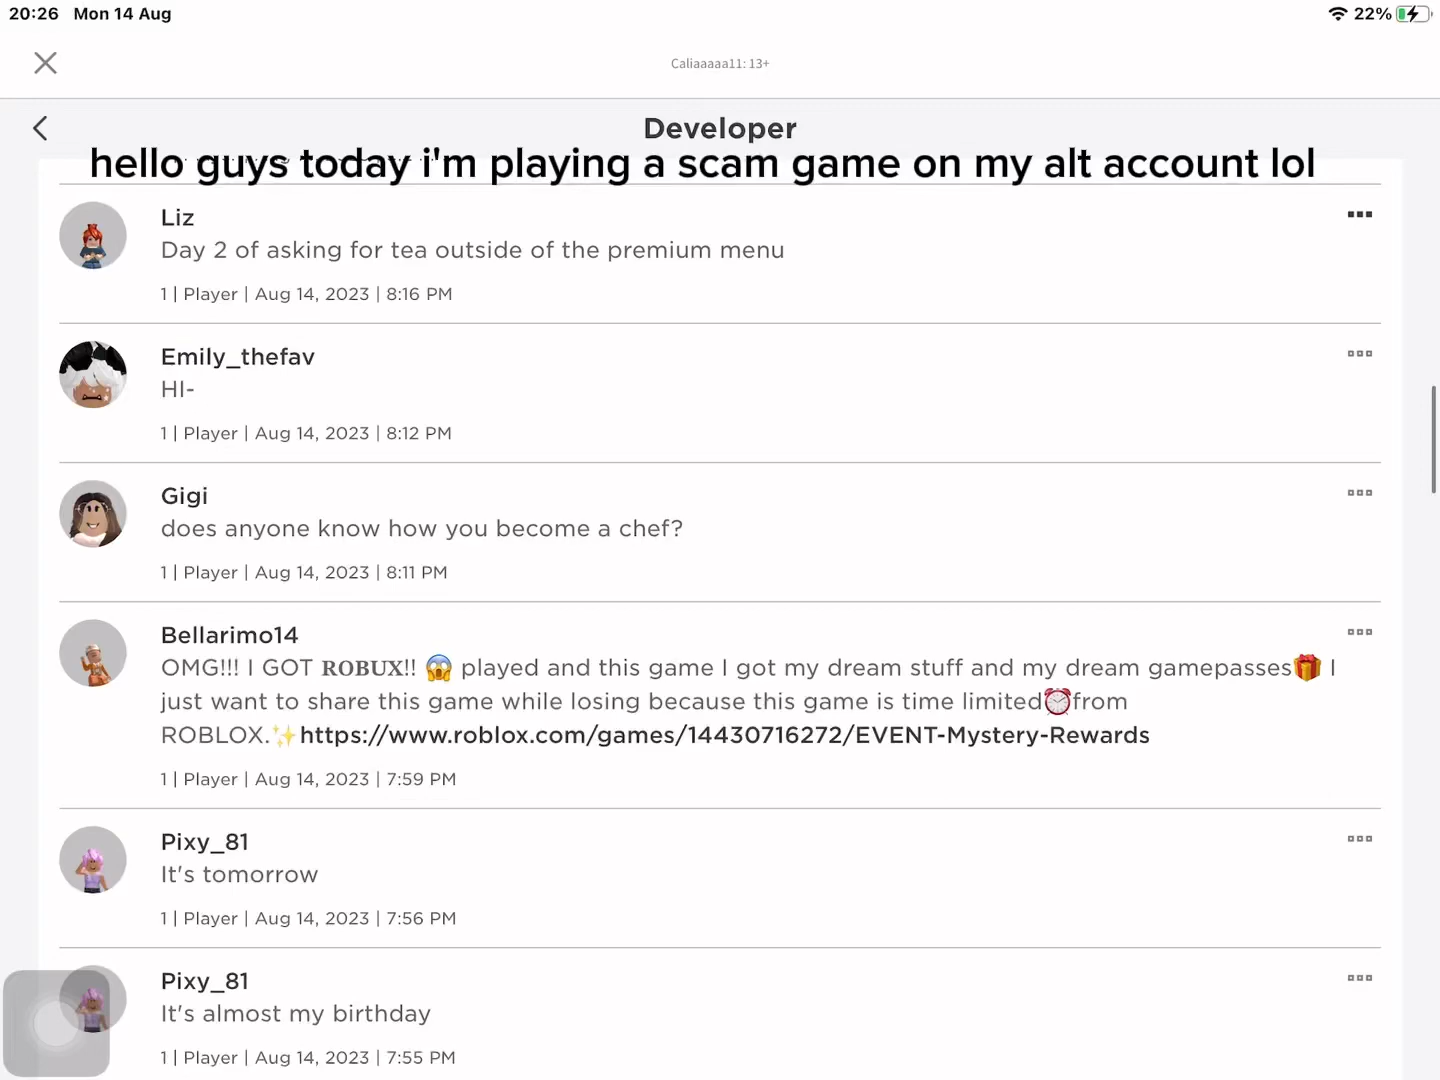 20:26 Mon 14 Aug
22%
Caliaaaaa11: 13+
Developer
hello guys today i'm playing a scam game on my alt account lol
Liz
Day 2 of asking for tea outside of the premium menu
1 | Player | Aug 14, 2023 | 8:16 PM
Emily_thefav
HI-
1 | Player | Aug 14, 2023 | 8:12 PM
Gigi
does anyone know how you become a chef?
1 | Player | Aug 14, 2023 | 8:11 PM
Bellarimo14
OMG!!! I GOT 𝐑𝐎𝐁𝐔𝐗!! 😱 played and this game I got my dream stuff and my dream gamepasses🎁 I
just want to share this game while losing because this game is time limited⏰from
ROBLOX.✨https://www.roblox.com/games/14430716272/EVENT-Mystery-Rewards
1 | Player | Aug 14, 2023 | 7:59 PM
Pixy_81
It's tomorrow
1 | Player | Aug 14, 2023 | 7:56 PM
Pixy_81
It's almost my birthday
1 | Player | Aug 14, 2023 | 7:55 PM